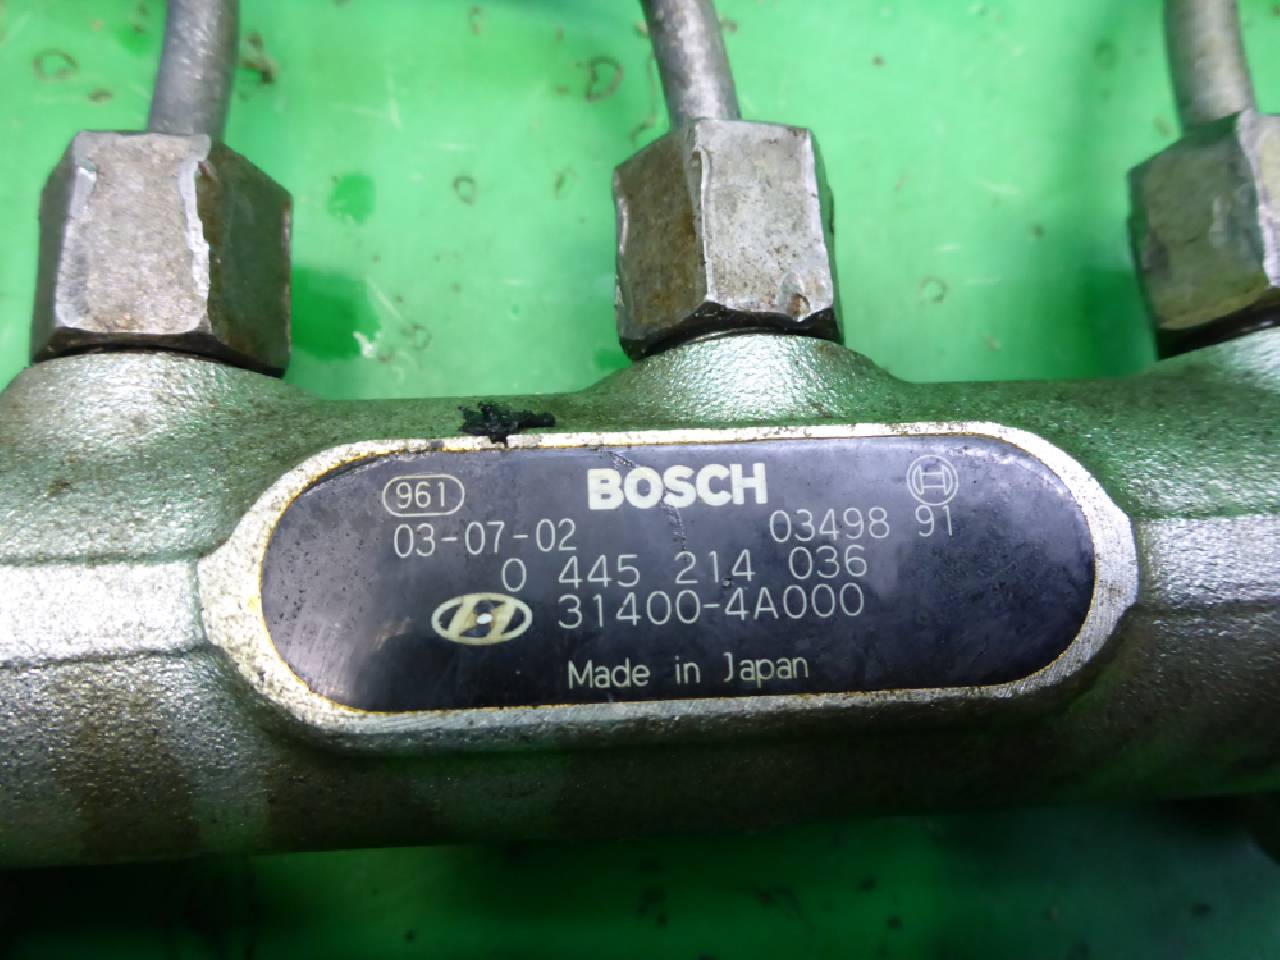 961 BOSCH
03-07-02 03498 91
0 445 214 036
31400-4A000
Made in Japan